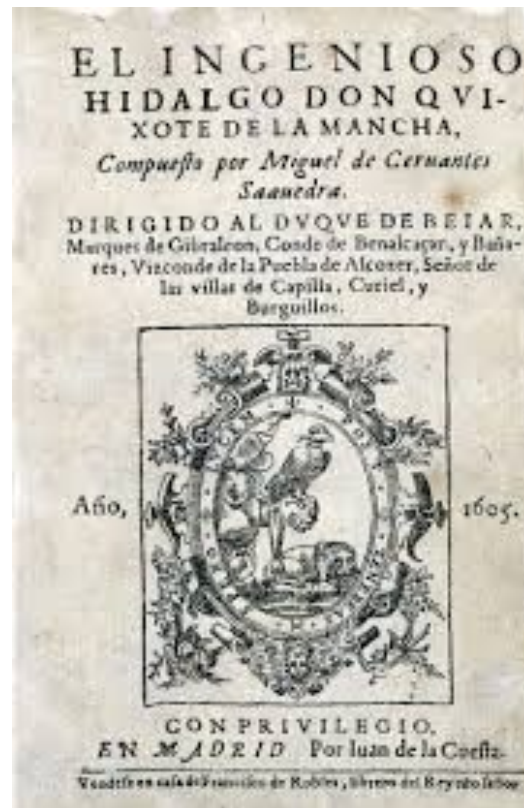 EL INGENIOSO
HIDALGO DON QVI-
XOTE DE LA MANCHA,
Compuesto por Miguel de Ceruantes
Saauedra.
DIRIGIDO AL DVQVE DE BEIAR,
Marques de Gibraleon, Conde de Benalcaçar, y Baña-
res, Vizconde de la Puebla de Alcozer, Señor de
las villas de Capilla, Curiel, y
Burguillos.
Año, 1605.
CON PRIVILEGIO,
EN MADRID Por Iuan de la Cuesta.
Vendese en casa de Francisco de Robles, librero del Rey nro señor